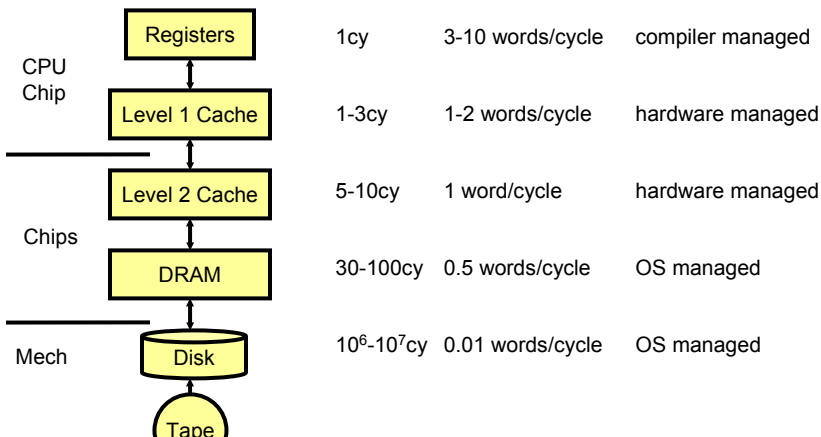 Registers 1cy 3-10 words/cycle compiler managed
CPU
Chip
Level 1 Cache 1-3cy 1-2 words/cycle hardware managed
Level 2 Cache 5-10cy 1 word/cycle hardware managed
Chips
DRAM 30-100cy 0.5 words/cycle OS managed
Mech Disk 10⁶-10⁷cy 0.01 words/cycle OS managed
Tape